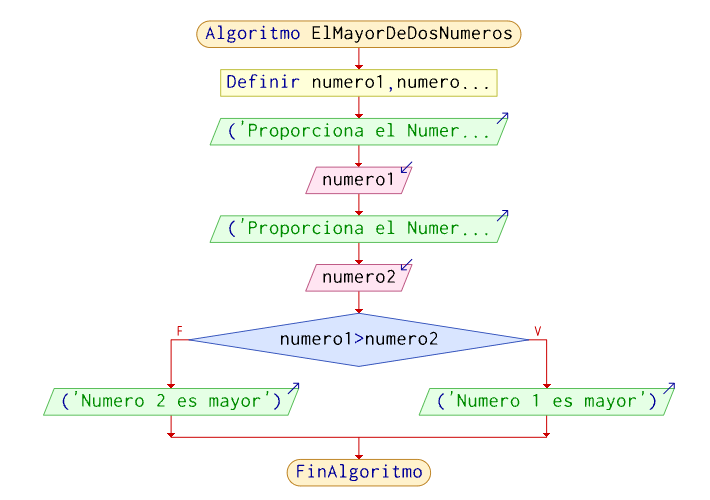 Algoritmo ElMayorDeDosNumeros
Definir numero1,numero...
('Proporciona el Numer...
numero1
('Proporciona el Numer...
numero2
numero1>numero2
F
V
('Numero 2 es mayor')
('Numero 1 es mayor')
FinAlgoritmo